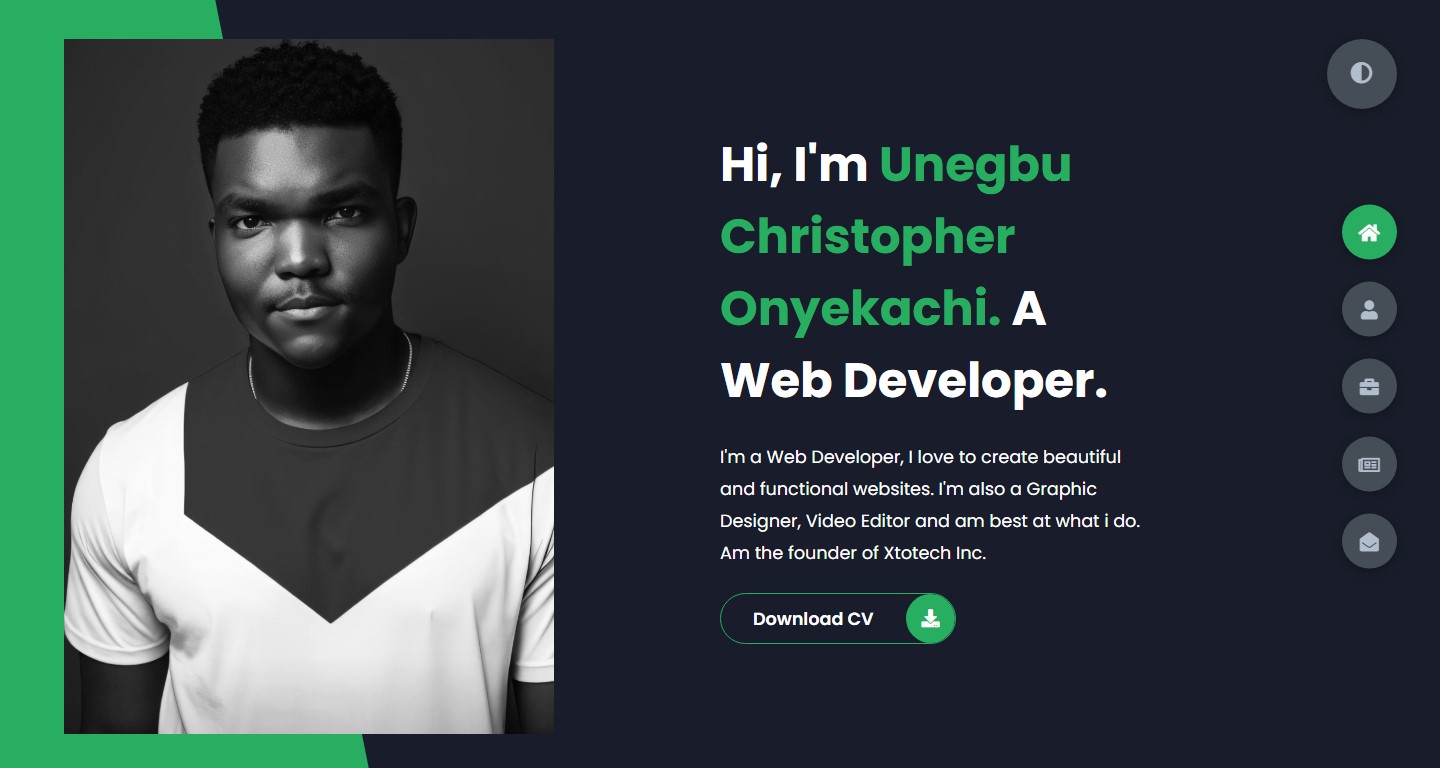 Hi, I'm Unegbu
Christopher
Onyekachi. A
Web Developer.
I'm a Web Developer, I love to create beautiful
and functional websites. I'm also a Graphic
Designer, Video Editor and am best at what i do.
Am the founder of Xtotech Inc.
Download CV